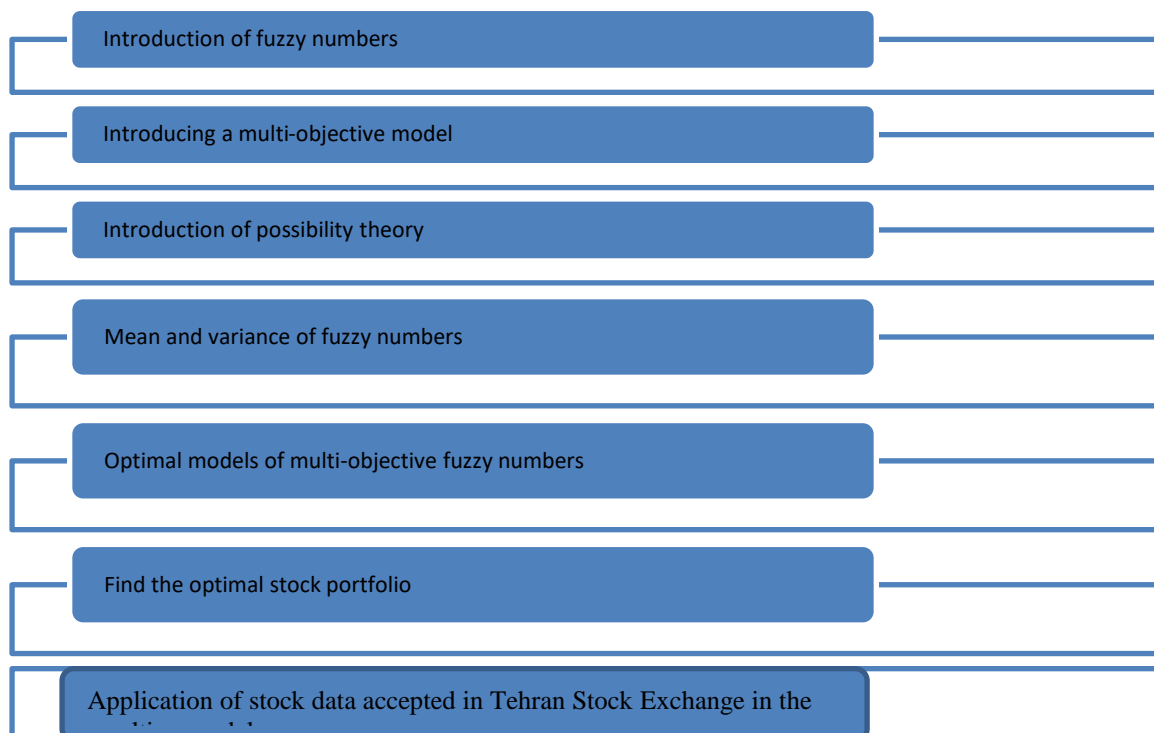 Introduction of fuzzy numbers
Introducing a multi-objective model
Introduction of possibility theory
Mean and variance of fuzzy numbers
Optimal models of multi-objective fuzzy numbers
Find the optimal stock portfolio
Application of stock data accepted in Tehran Stock Exchange in the